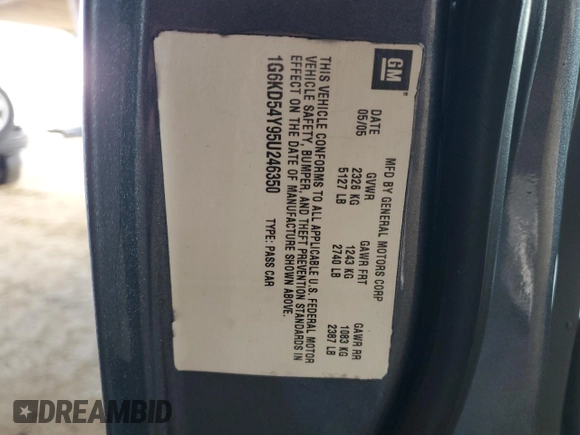 GM
MFD BY GENERAL MOTORS CORP
DATE GVWR GAWR FRT GAWR RR
05/05 2326 KG 1243 KG 1083 KG
5127 LB 2740 LB 2387 LB
THIS VEHICLE CONFORMS TO ALL APPLICABLE U.S. FEDERAL MOTOR
VEHICLE SAFETY, BUMPER, AND THEFT PREVENTION STANDARDS IN
EFFECT ON THE DATE OF MANUFACTURE SHOWN ABOVE.
1G6KD54Y95U246350 TYPE: PASS CAR
DREAMBID